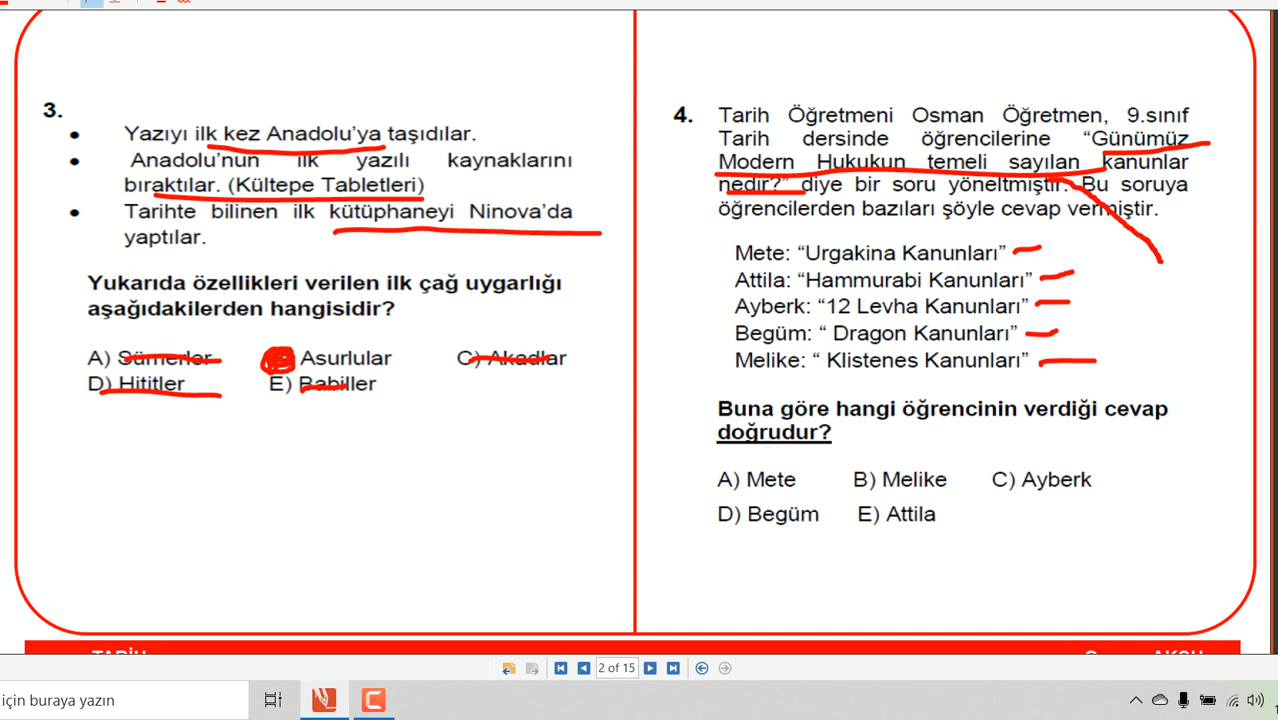 3.
• Yazıyı ilk kez Anadolu’ya taşıdılar.
• Anadolu’nun ilk yazılı kaynaklarını
bıraktılar. (Kültepe Tabletleri)
• Tarihte bilinen ilk kütüphaneyi Ninova’da
yaptılar.
Yukarıda özellikleri verilen ilk çağ uygarlığı
aşağıdakilerden hangisidir?
A) Sümerler Asurlular C) Akadlar
D) Hititler E) Babiller
4. Tarih Öğretmeni Osman Öğretmen, 9.sınıf
Tarih dersinde öğrencilerine “Günümüz
Modern Hukukun temeli sayılan kanunlar
nedir?” diye bir soru yöneltmiştir. Bu soruya
öğrencilerden bazıları şöyle cevap vermiştir.
Mete: “Urgakina Kanunları”
Attila: “Hammurabi Kanunları”
Ayberk: “12 Levha Kanunları”
Begüm: “ Dragon Kanunları”
Melike: “ Klistenes Kanunları”
Buna göre hangi öğrencinin verdiği cevap
doğrudur?
A) Mete B) Melike C) Ayberk
D) Begüm E) Attila
TARİH
2 of 15
için buraya yazın